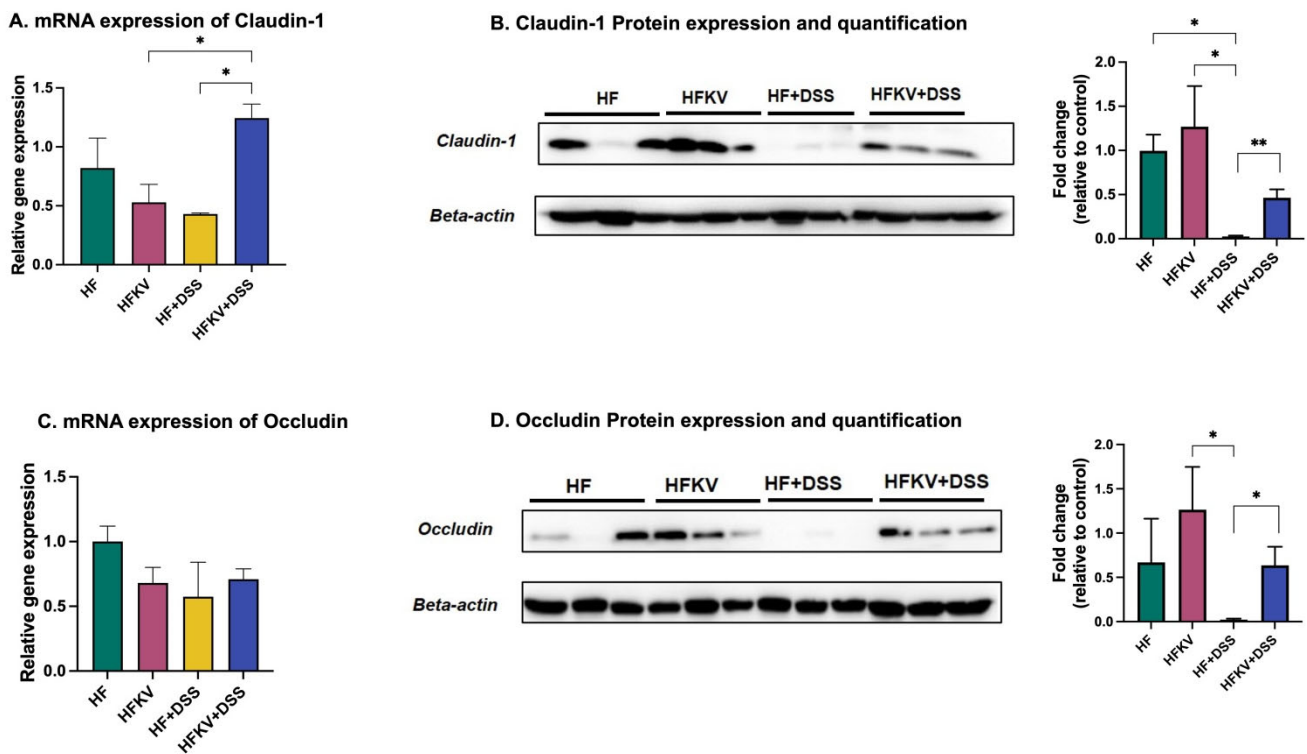 A. mRNA expression of Claudin-1
*
*
Relative gene expression
1.5
1.0
0.5
0.0
HF
HFKV
HF+DSS
HFKV+DSS
B. Claudin-1 Protein expression and quantification
HF HFKV HF+DSS HFKV+DSS
Claudin-1
Beta-actin
*
*
**
Fold change
(relative to control)
2.0
1.5
1.0
0.5
0.0
HF
HFKV
HF+DSS
HFKV+DSS
C. mRNA expression of Occludin
Relative gene expression
1.5
1.0
0.5
0.0
HF
HFKV
HF+DSS
HFKV+DSS
D. Occludin Protein expression and quantification
HF HFKV HF+DSS HFKV+DSS
Occludin
Beta-actin
*
*
Fold change
(relative to control)
2.0
1.5
1.0
0.5
0.0
HF
HFKV
HF+DSS
HFKV+DSS